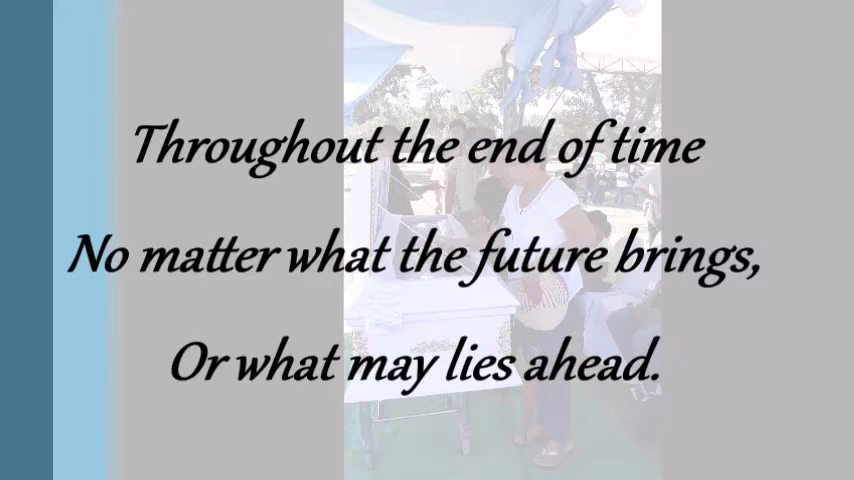 Throughout the end of time
No matter what the future brings,
Or what may lies ahead.